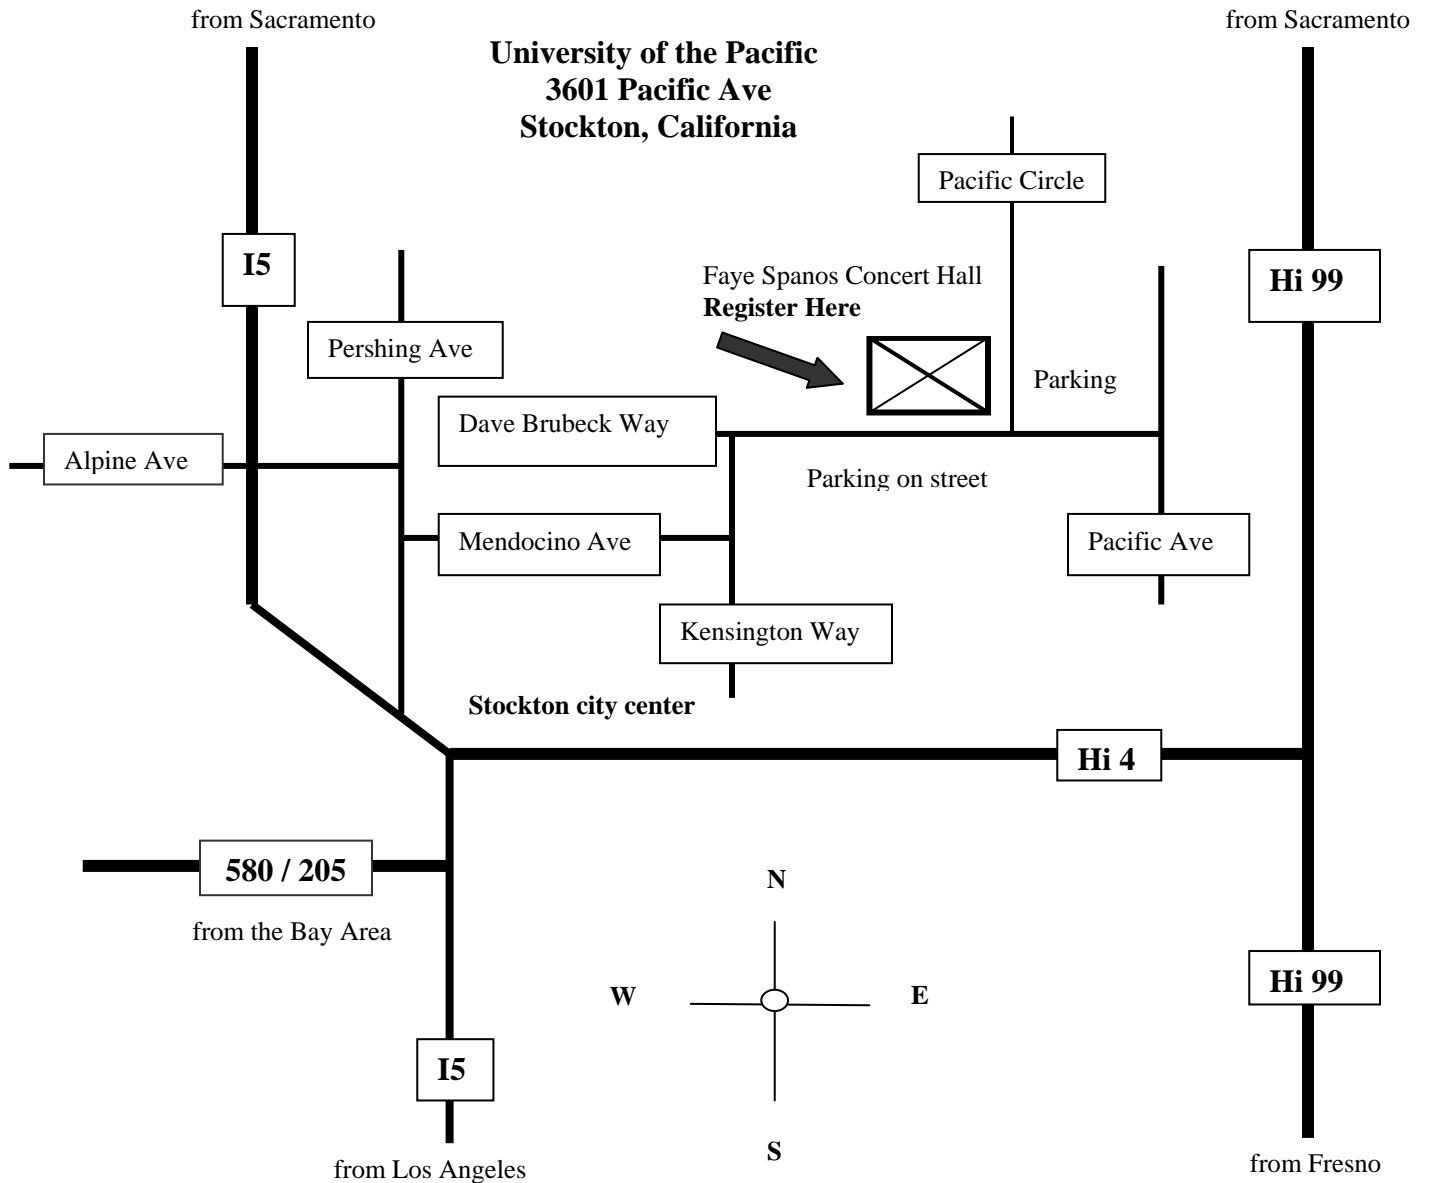 from Sacramento
from Sacramento
University of the Pacific
3601 Pacific Ave
Stockton, California
Pacific Circle
I5
Faye Spanos Concert Hall
Register Here
Hi 99
Pershing Ave
Parking
Dave Brubeck Way
Alpine Ave
Parking on street
Mendocino Ave
Pacific Ave
Kensington Way
Stockton city center
Hi 4
580 / 205
from the Bay Area
N
W
E
Hi 99
I5
S
from Los Angeles
from Fresno